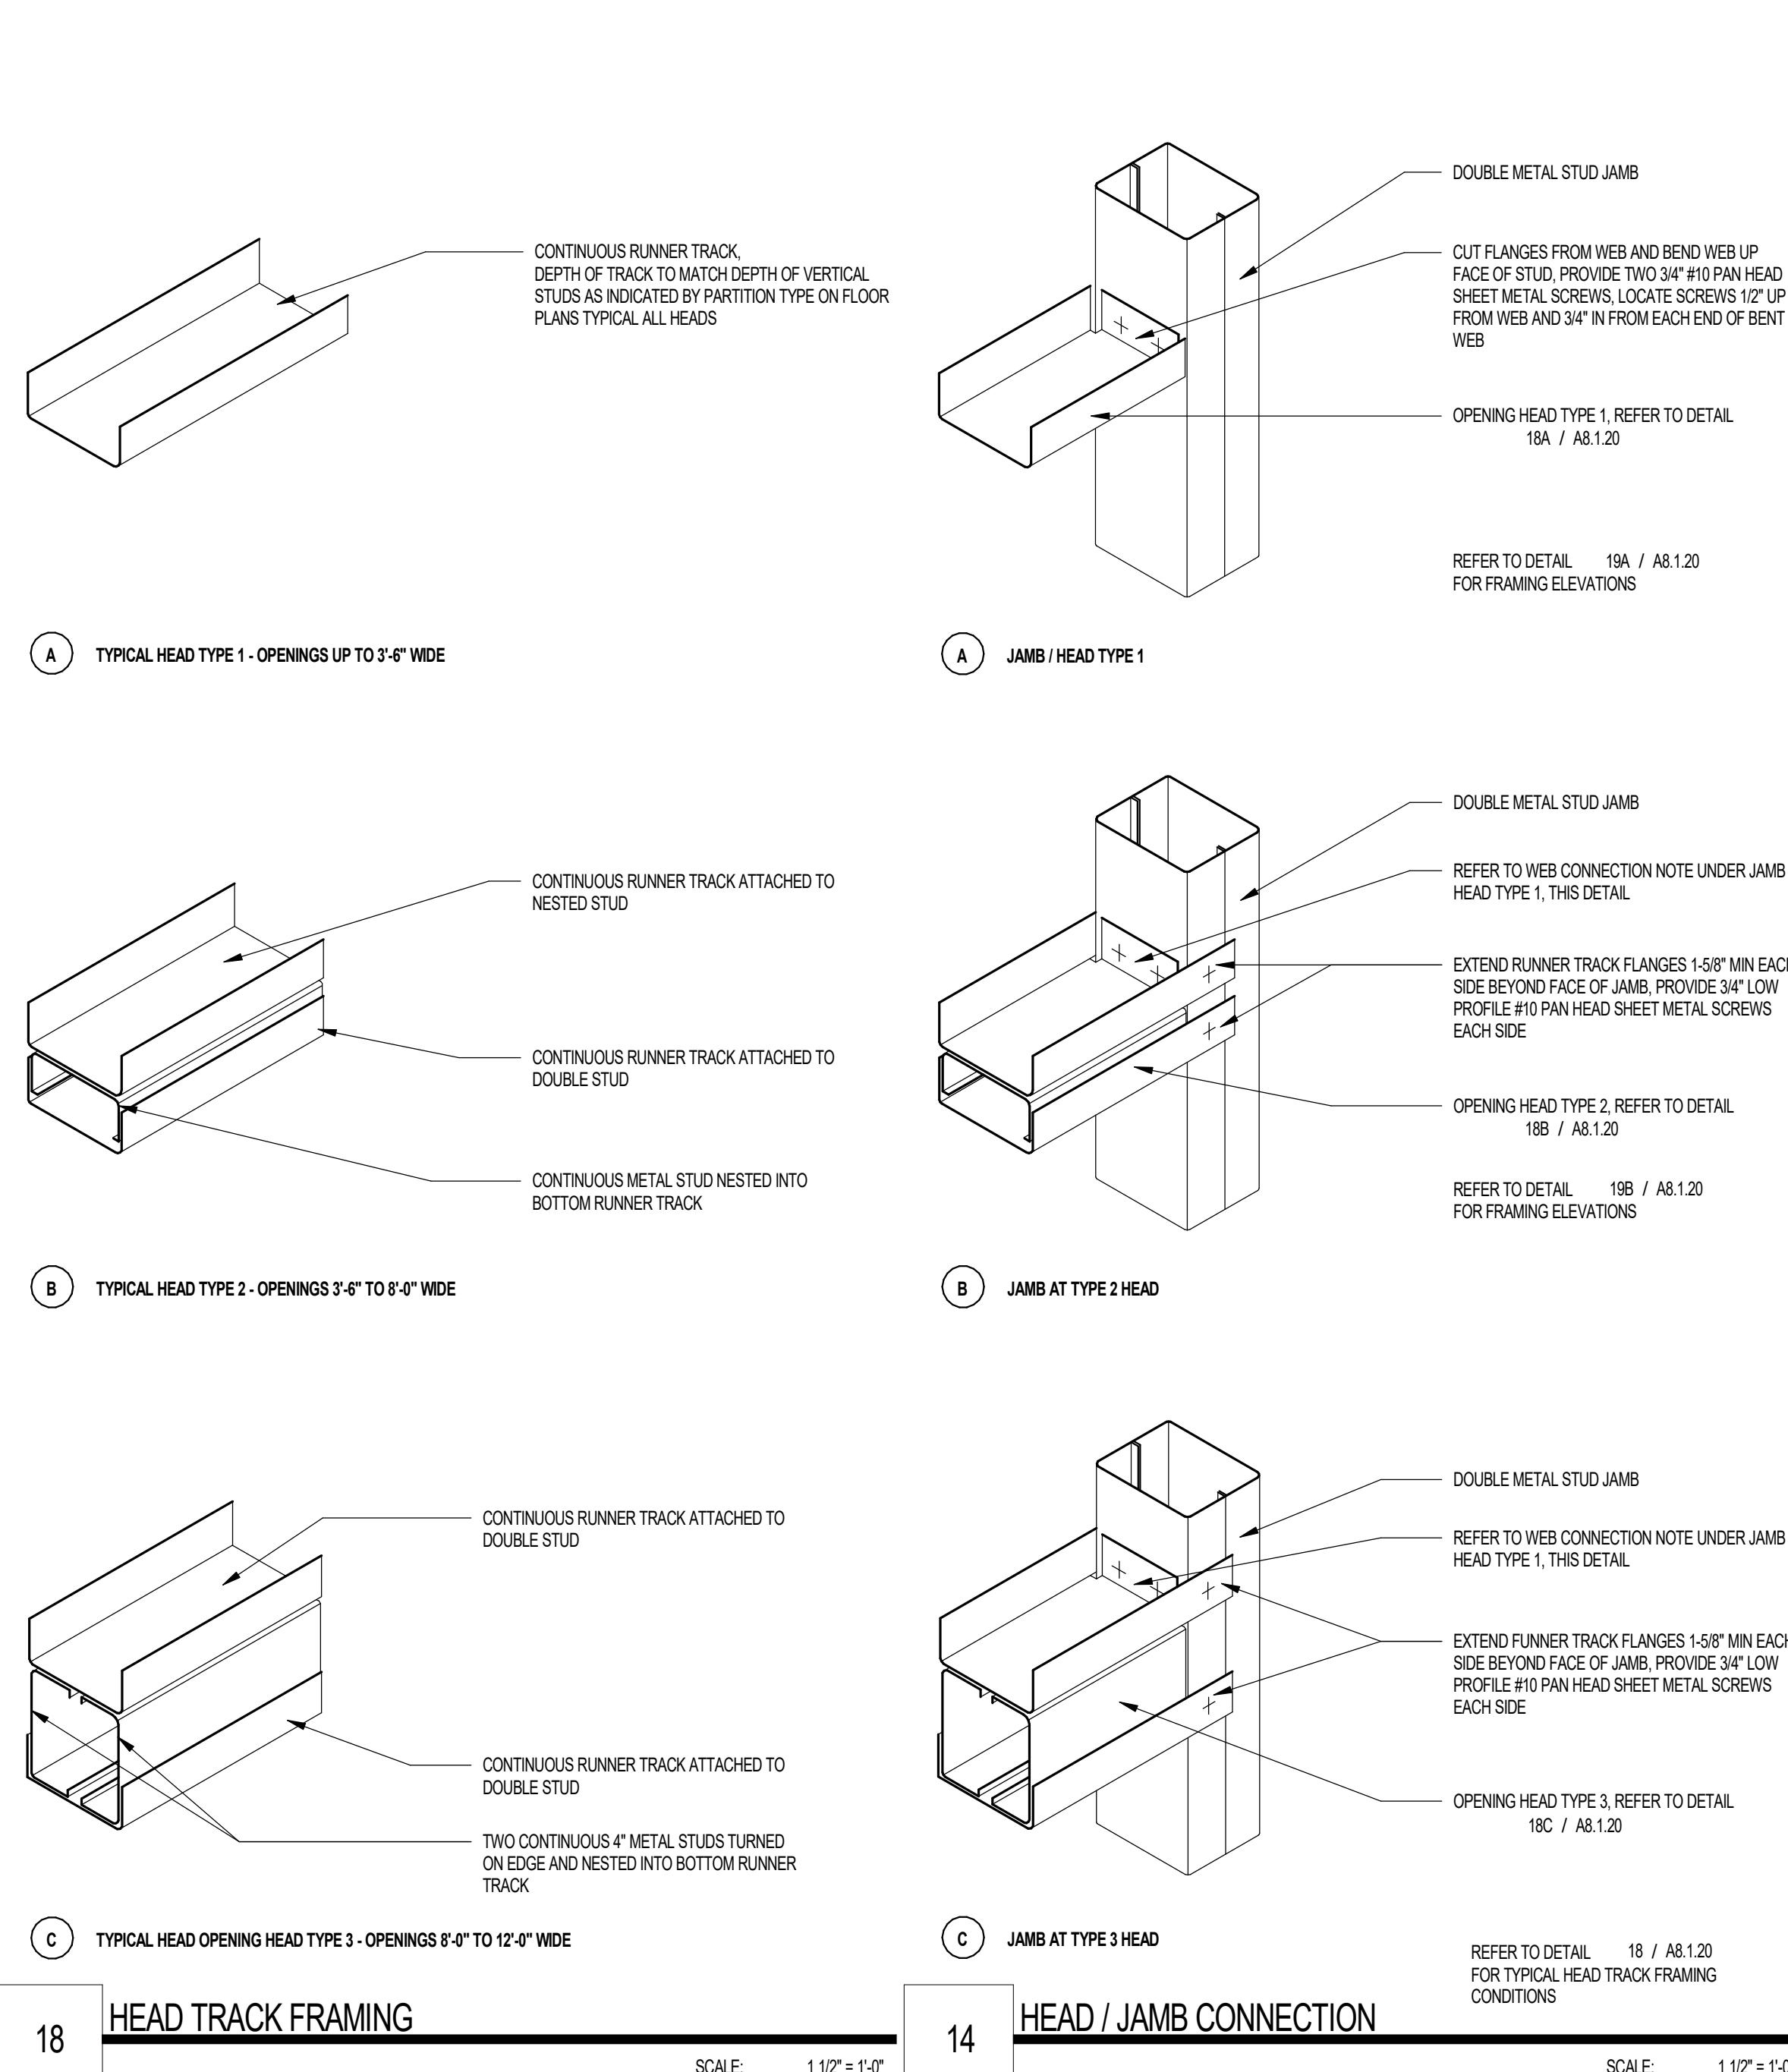 CONTINUOUS RUNNER TRACK,
DEPTH OF TRACK TO MATCH DEPTH OF VERTICAL
STUDS AS INDICATED BY PARTITION TYPE ON FLOOR
PLANS TYPICAL ALL HEADS
A
TYPICAL HEAD TYPE 1 - OPENINGS UP TO 3'-6" WIDE
CONTINUOUS RUNNER TRACK ATTACHED TO
NESTED STUD
CONTINUOUS RUNNER TRACK ATTACHED TO
DOUBLE STUD
CONTINUOUS METAL STUD NESTED INTO
BOTTOM RUNNER TRACK
B
TYPICAL HEAD TYPE 2 - OPENINGS 3'-6" TO 8'-0" WIDE
CONTINUOUS RUNNER TRACK ATTACHED TO
DOUBLE STUD
CONTINUOUS RUNNER TRACK ATTACHED TO
DOUBLE STUD
TWO CONTINUOUS 4" METAL STUDS TURNED
ON EDGE AND NESTED INTO BOTTOM RUNNER
TRACK
C
TYPICAL HEAD OPENING HEAD TYPE 3 - OPENINGS 8'-0" TO 12'-0" WIDE
18
HEAD TRACK FRAMING
SCALE: 1 1/2" = 1'-0"
DOUBLE METAL STUD JAMB
CUT FLANGES FROM WEB AND BEND WEB UP
FACE OF STUD, PROVIDE TWO 3/4" #10 PAN HEAD
SHEET METAL SCREWS, LOCATE SCREWS 1/2" UP
FROM WEB AND 3/4" IN FROM EACH END OF BENT
WEB
OPENING HEAD TYPE 1, REFER TO DETAIL
18A / A8.1.20
REFER TO DETAIL 19A / A8.1.20
FOR FRAMING ELEVATIONS
A
JAMB / HEAD TYPE 1
DOUBLE METAL STUD JAMB
REFER TO WEB CONNECTION NOTE UNDER JAMB
HEAD TYPE 1, THIS DETAIL
EXTEND RUNNER TRACK FLANGES 1-5/8" MIN EACH
SIDE BEYOND FACE OF JAMB, PROVIDE 3/4" LOW
PROFILE #10 PAN HEAD SHEET METAL SCREWS
EACH SIDE
OPENING HEAD TYPE 2, REFER TO DETAIL
18B / A8.1.20
REFER TO DETAIL 19B / A8.1.20
FOR FRAMING ELEVATIONS
B
JAMB AT TYPE 2 HEAD
DOUBLE METAL STUD JAMB
REFER TO WEB CONNECTION NOTE UNDER JAMB
HEAD TYPE 1, THIS DETAIL
EXTEND FUNNER TRACK FLANGES 1-5/8" MIN EACH
SIDE BEYOND FACE OF JAMB, PROVIDE 3/4" LOW
PROFILE #10 PAN HEAD SHEET METAL SCREWS
EACH SIDE
OPENING HEAD TYPE 3, REFER TO DETAIL
18C / A8.1.20
C
JAMB AT TYPE 3 HEAD
REFER TO DETAIL 18 / A8.1.20
FOR TYPICAL HEAD TRACK FRAMING
CONDITIONS
14
HEAD / JAMB CONNECTION
SCALE: 1 1/2" = 1'-0